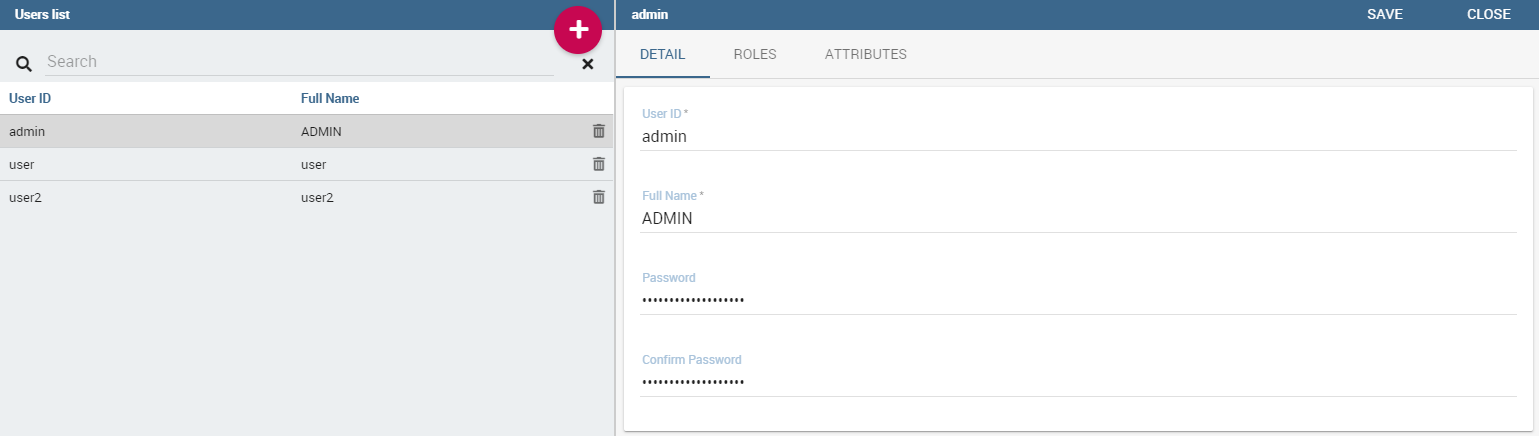 Users list
Search
User ID Full Name
admin ADMIN
user user
user2 user2
admin SAVE CLOSE
DETAIL ROLES ATTRIBUTES
User ID *
admin
Full Name *
ADMIN
Password
•••••••••••••••••••
Confirm Password
•••••••••••••••••••